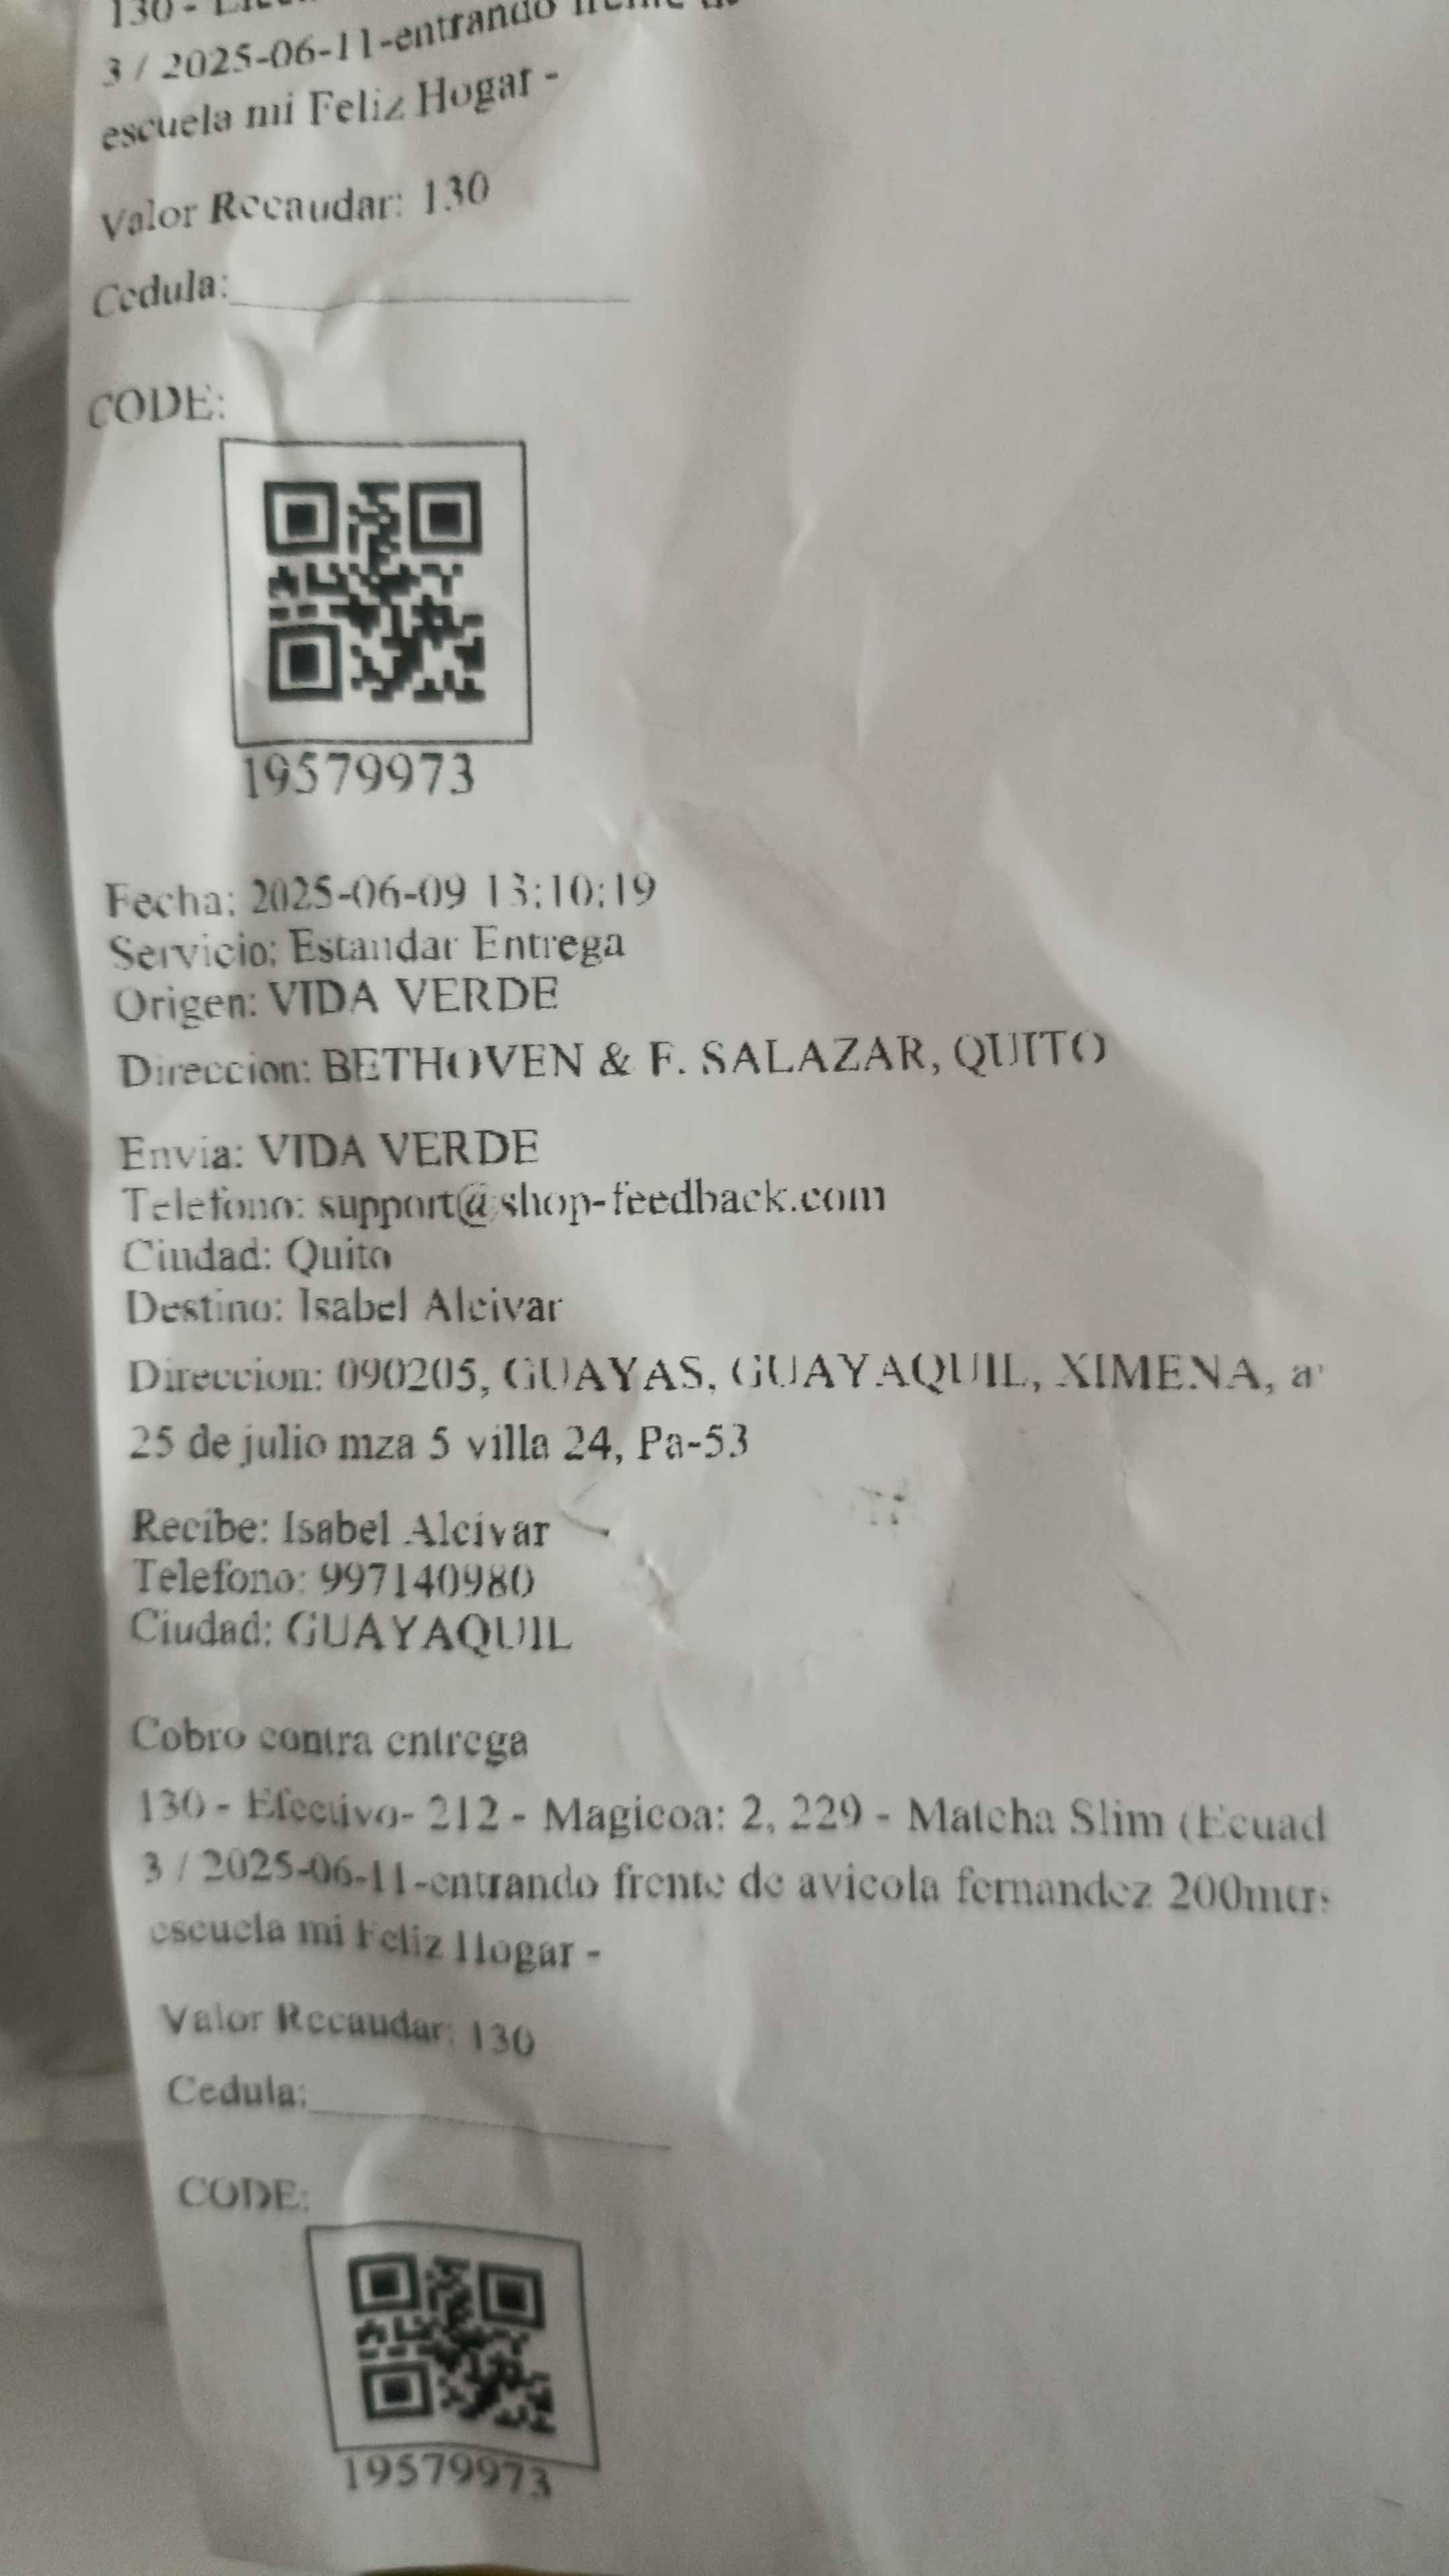 130 -
3 / 2025-06-11-entrando frente
escuela mi Feliz Hogar -
Valor Recaudar: 130
Cedula:
CODE:
19579973
Fecha: 2025-06-09 13:10:19
Servicio: Estandar Entrega
Origen: VIDA VERDE
Direccion: BETHOVEN & F. SALAZAR, QUITO
Envia: VIDA VERDE
Telefono: support@shop-feedback.com
Ciudad: Quito
Destino: Isabel Alcivar
Direccion: 090205, GUAYAS, GUAYAQUIL, XIMENA,
25 de julio mza 5 villa 24, Pa-53
Recibe: Isabel Alcivar
Telefono: 997140980
Ciudad: GUAYAQUIL
Cobro contra entrega
130 - Efectivo- 212 - Magicoa: 2, 229 - Matcha Slim (Ecuad
3 / 2025-06-11-entrando frente de avicola fernandez 200mtrs
escuela mi Feliz Hogar -
Valor Recaudar: 130
Cedula:
CODE:
19579973